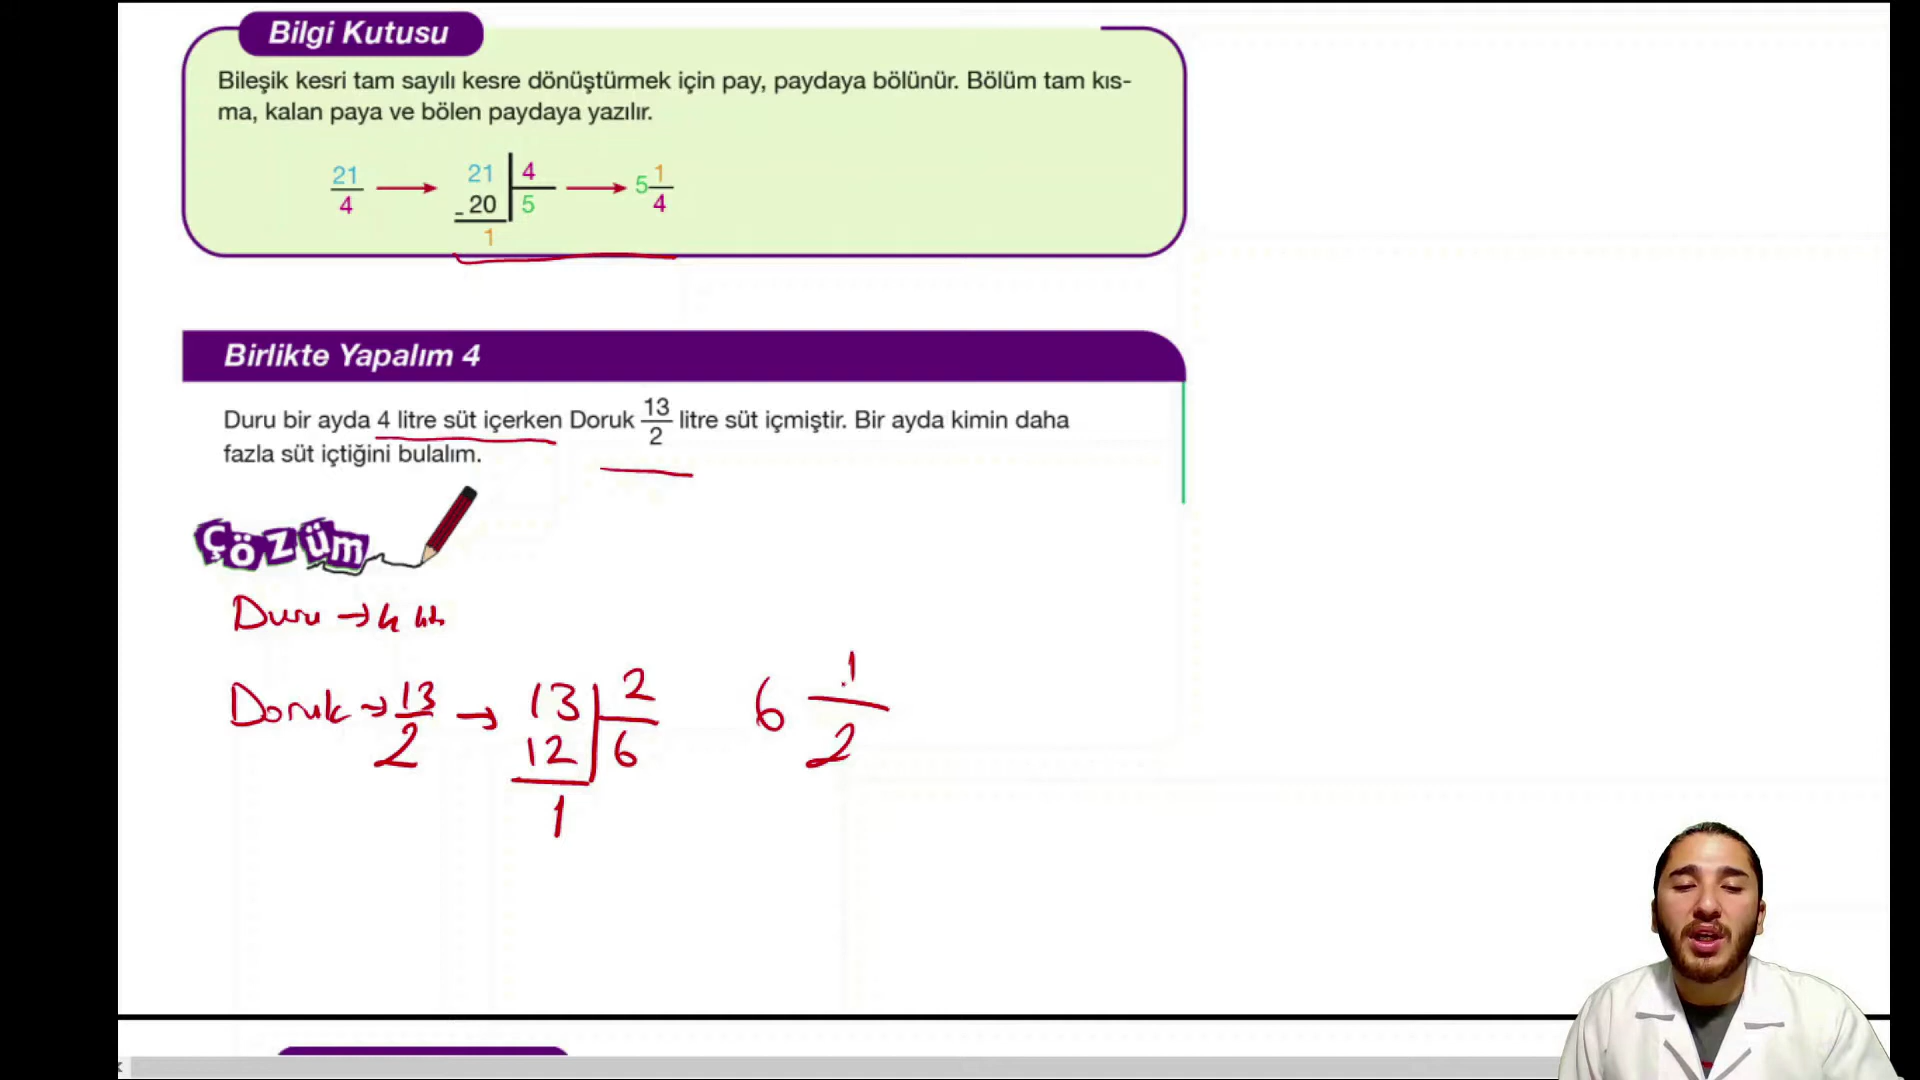 Bilgi Kutusu
Bileşik kesri tam sayılı kesre dönüştürmek için pay, paydaya bölünür. Bölüm tam kıs-
ma, kalan paya ve bölen paydaya yazılır.
21/4 → 21 | 4 → 5 1/4
- 20 | 5
1
Birlikte Yapalım 4
Duru bir ayda 4 litre süt içerken Doruk 13/2 litre süt içmiştir. Bir ayda kimin daha
fazla süt içtiğini bulalım.
Çözüm
Duru → 4
Doruk → 13/2 → 13 | 2 6 1/2
12 | 6
1